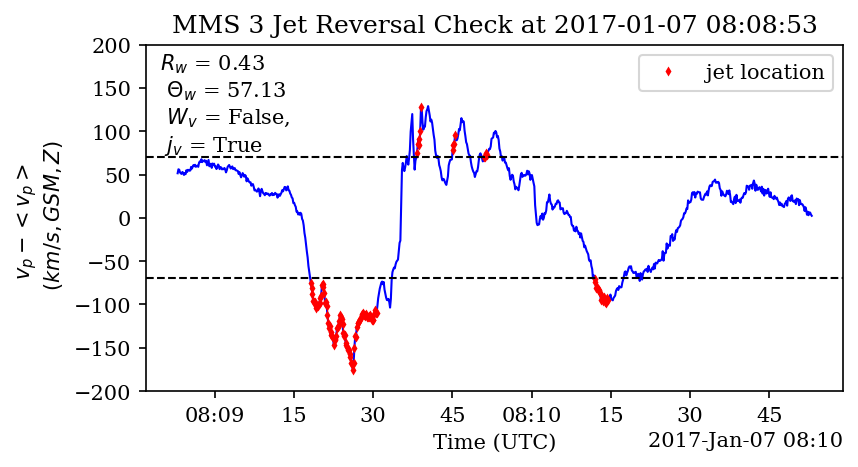 MMS 3 Jet Reversal Check at 2017-01-07 08:08:53
R_w = 0.43
Θ_w = 57.13
W_v = False,
j_v = True
jet location
v_p − < v_p >
(km/s, GSM, Z)
200
150
100
50
0
−50
−100
−150
−200
08:09 15 30 45 08:10 15 30 45
Time (UTC)
2017-Jan-07 08:10